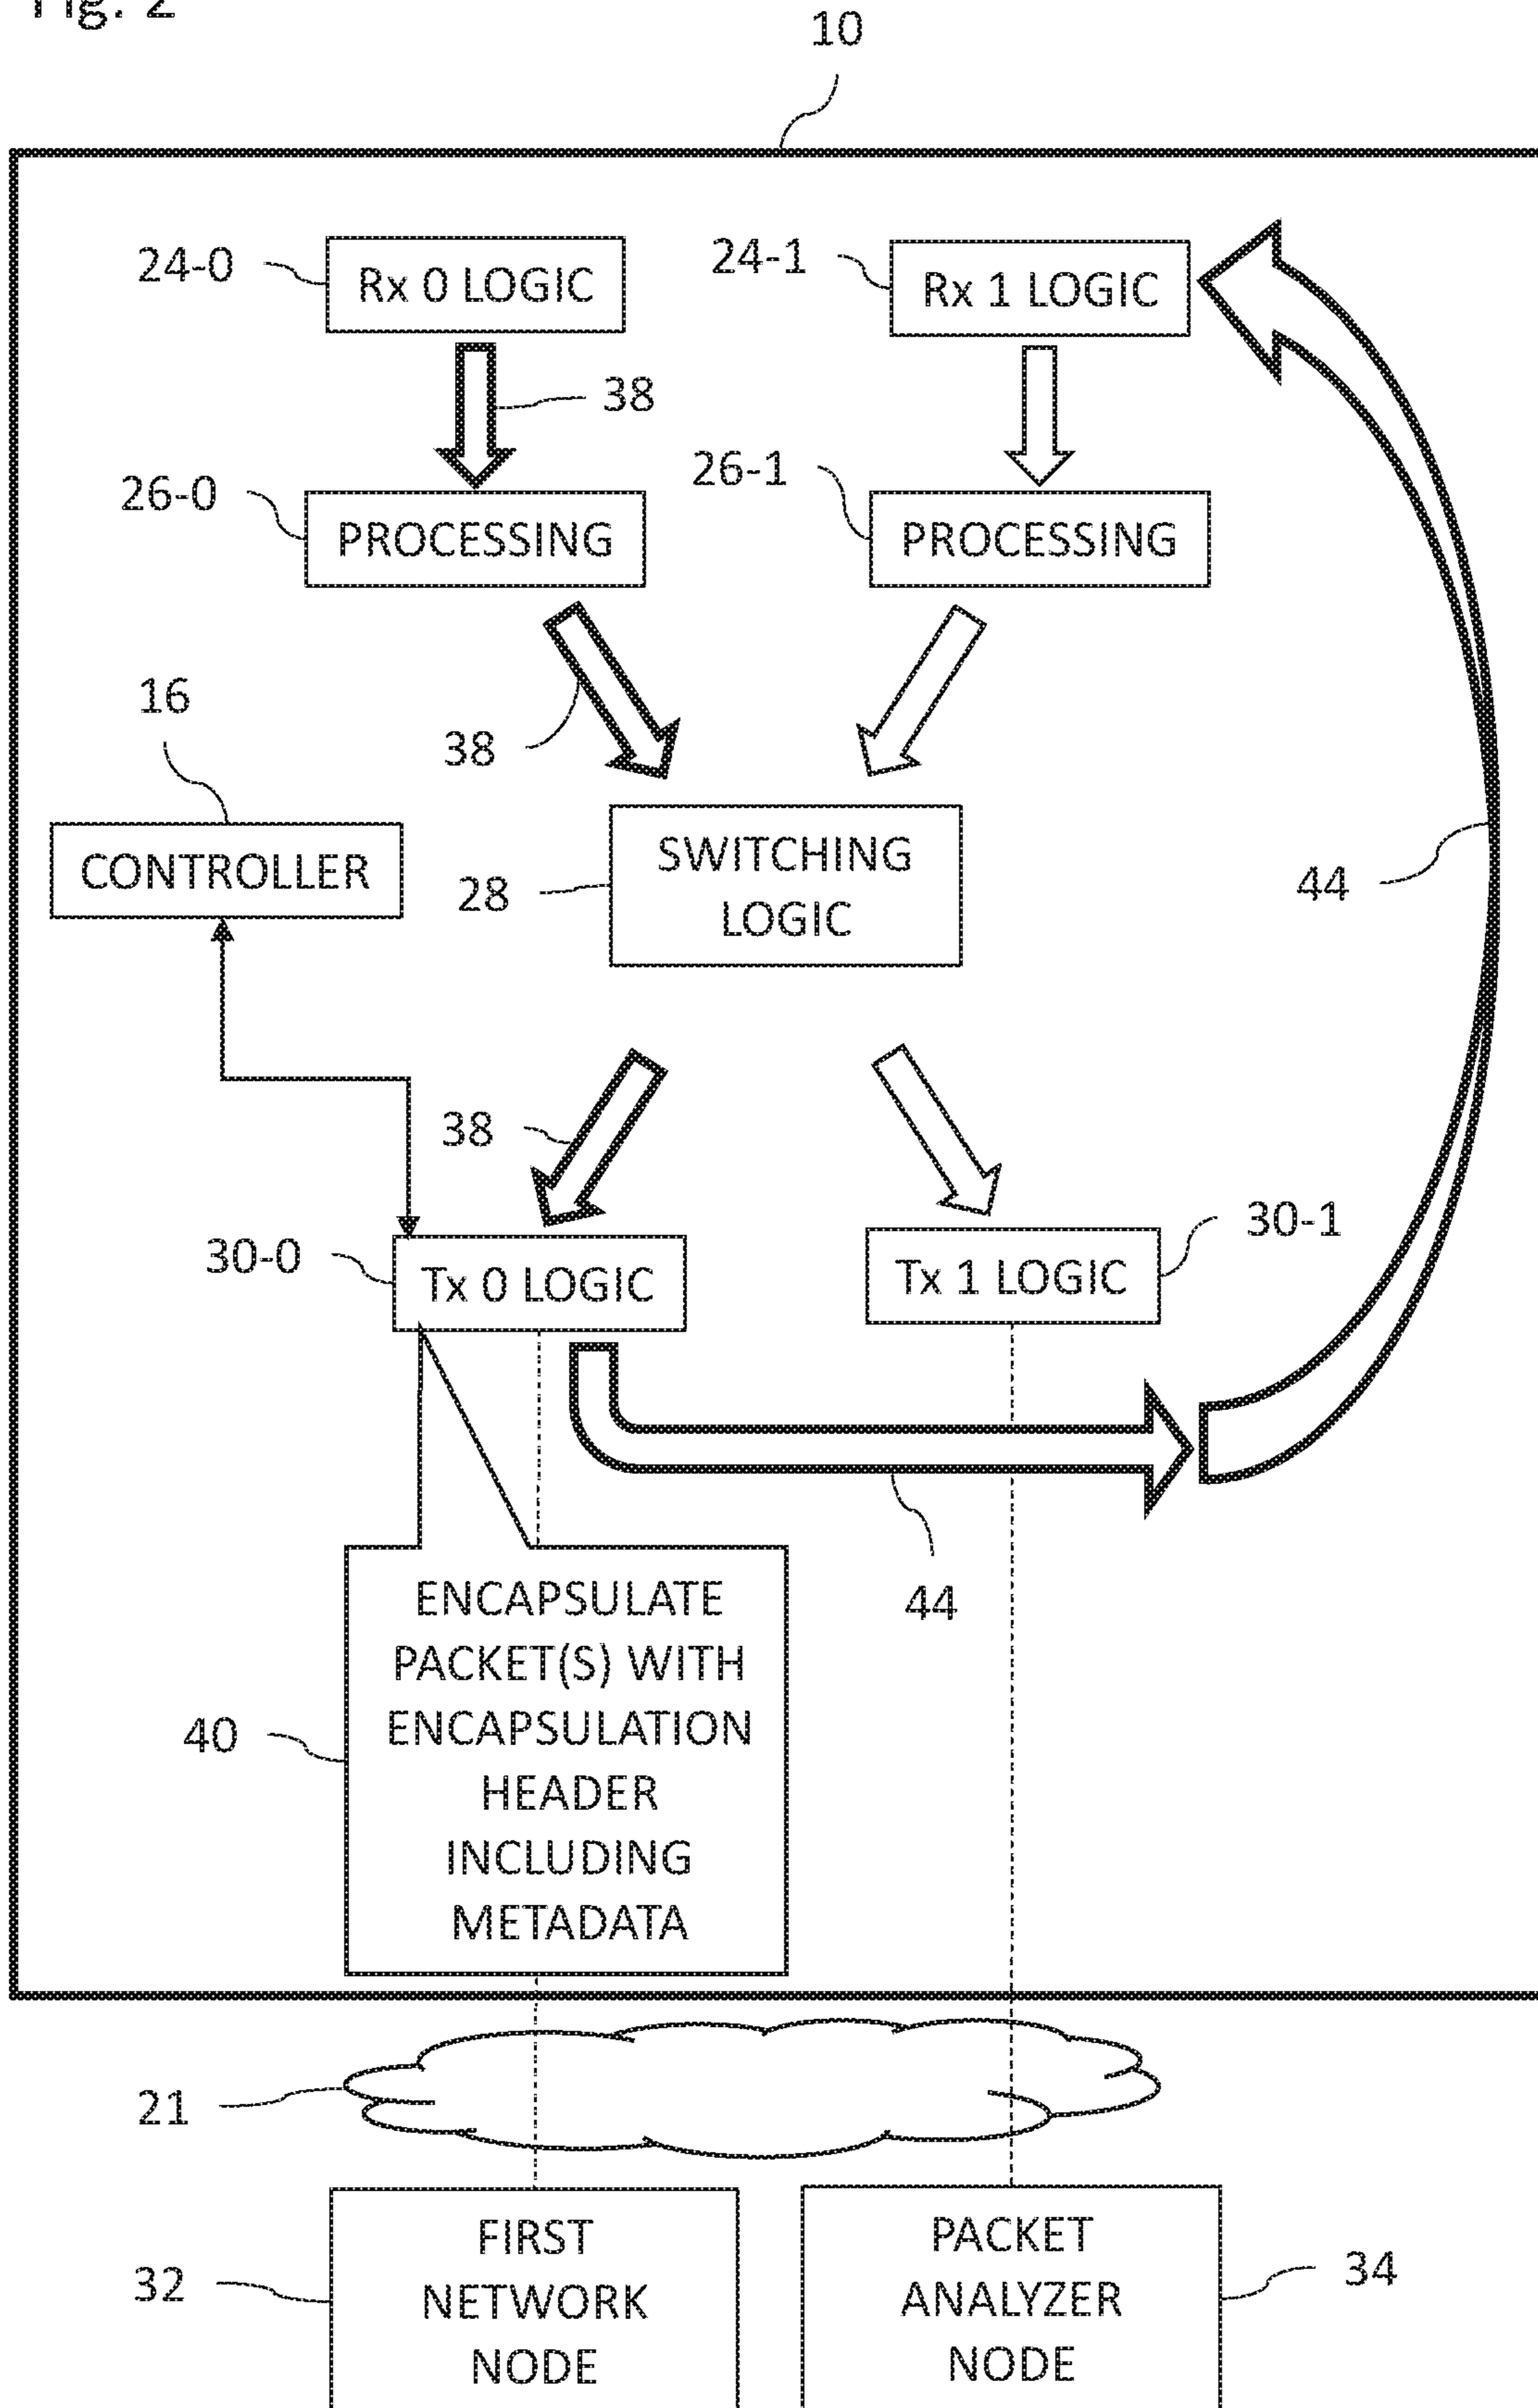 Fig. 2
10
24-0
Rx 0 LOGIC
24-1
Rx 1 LOGIC
38
26-0
PROCESSING
26-1
PROCESSING
16
38
CONTROLLER
28
SWITCHING
LOGIC
44
38
30-0
Tx 0 LOGIC
Tx 1 LOGIC
30-1
44
40
ENCAPSULATE
PACKET(S) WITH
ENCAPSULATION
HEADER
INCLUDING
METADATA
21
32
FIRST
NETWORK
NODE
PACKET
ANALYZER
NODE
34